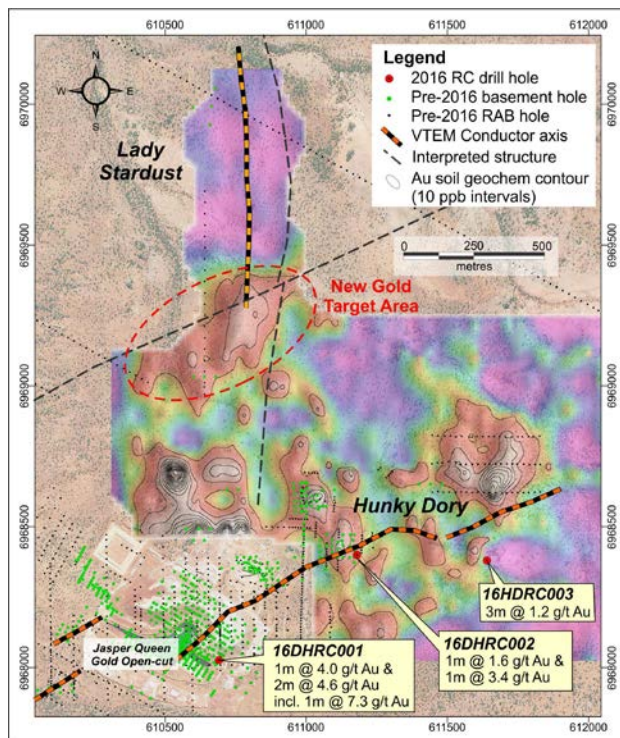 610500
611000
611500
612000
N
W
E
S
6970000
Lady
Stardust
Legend
2016 RC drill hole
Pre-2016 basement hole
Pre-2016 RAB hole
VTEM Conductor axis
Interpreted structure
Au soil geochem contour
(10 ppb intervals)
6969500
0
250
500
metres
New Gold
Target Area
6969000
6968500
Hunky Dory
6968000
Jasper Queen
Gold Open-cut
16HDRC003
3m @ 1.2 g/t Au
16DHRC001
1m @ 4.0 g/t Au &
2m @ 4.6 g/t Au
incl. 1m @ 7.3 g/t Au
16DHRC002
1m @ 1.6 g/t Au &
1m @ 3.4 g/t Au
610500
611000
611500
612000